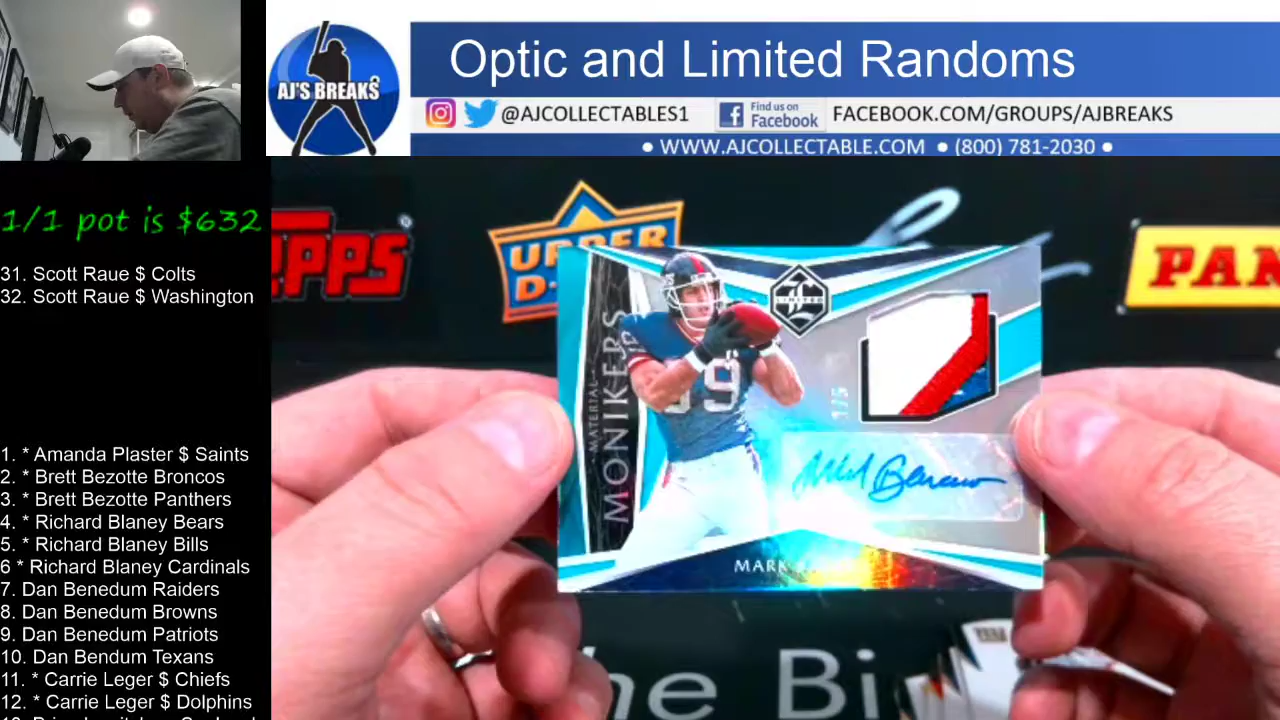 AJ'S BREAKS
Optic and Limited Randoms
@AJCOLLECTABLES1
Find us on
Facebook
FACEBOOK.COM/GROUPS/AJBREAKS
• WWW.AJCOLLECTABLE.COM • (800) 781-2030 •
1/1 pot is $632
31. Scott Raue $ Colts
32. Scott Raue $ Washington
1. * Amanda Plaster $ Saints
2. * Brett Bezotte Broncos
3. * Brett Bezotte Panthers
4. * Richard Blaney Bears
5. * Richard Blaney Bills
6 * Richard Blaney Cardinals
7. Dan Benedum Raiders
8. Dan Benedum Browns
9. Dan Benedum Patriots
10. Dan Bendum Texans
11. * Carrie Leger $ Chiefs
12. * Carrie Leger $ Dolphins
TOPPS
UPPER
D
PAN
MATERIAL
MONIKERS
LIMITED
89
MARK
he Bi